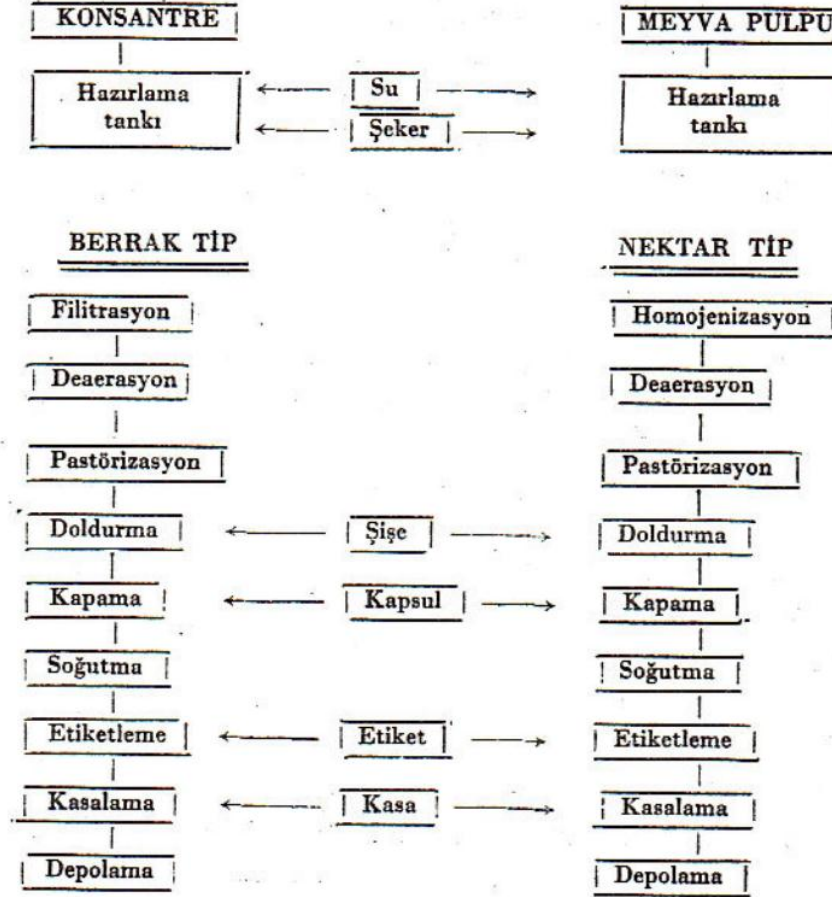 KONSANTRE
MEYVA PULPU
Hazırlama
tankı
Su
Şeker
Hazırlama
tankı
BERRAK TİP
NEKTAR TİP
Filitrasyon
Homojenizasyon
Deaerasyon
Deaerasyon
Pastörizasyon
Pastörizasyon
Doldurma
Şişe
Doldurma
Kapama
Kapsul
Kapama
Soğutma
Soğutma
Etiketleme
Etiket
Etiketleme
Kasalama
Kasa
Kasalama
Depolama
Depolama